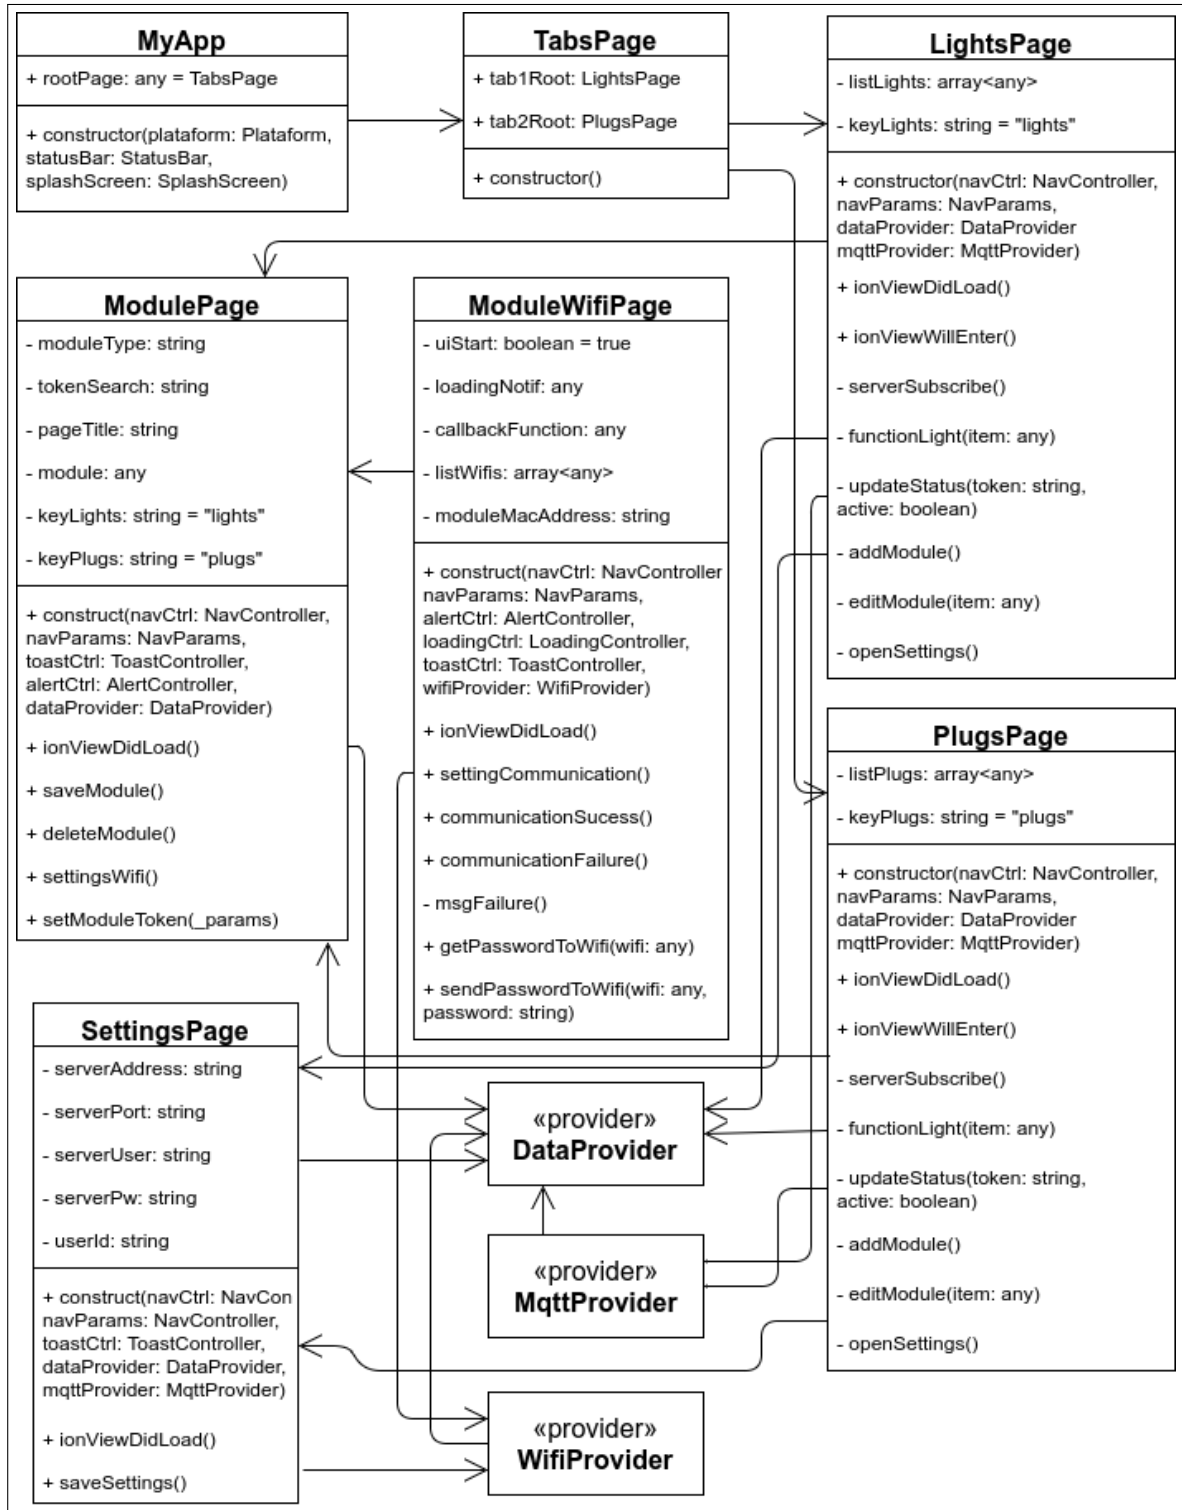 MyApp
+ rootPage: any = TabsPage
+ constructor(plataform: Plataform,
statusBar: StatusBar,
splashScreen: SplashScreen)
TabsPage
+ tab1Root: LightsPage
+ tab2Root: PlugsPage
+ constructor()
LightsPage
- listLights: array<any>
- keyLights: string = "lights"
+ constructor(navCtrl: NavController,
navParams: NavParams,
dataProvider: DataProvider
mqttProvider: MqttProvider)
+ ionViewDidLoad()
+ ionViewWillEnter()
- serverSubscribe()
- functionLight(item: any)
- updateStatus(token: string,
active: boolean)
- addModule()
- editModule(item: any)
- openSettings()
ModulePage
- moduleType: string
- tokenSearch: string
- pageTitle: string
- module: any
- keyLights: string = "lights"
- keyPlugs: string = "plugs"
+ construct(navCtrl: NavController,
navParams: NavParams,
toastCtrl: ToastController,
alertCtrl: AlertController,
dataProvider: DataProvider)
+ ionViewDidLoad()
+ saveModule()
+ deleteModule()
+ settingsWifi()
+ setModuleToken(_params)
ModuleWifiPage
- uiStart: boolean = true
- loadingNotif: any
- callbackFunction: any
- listWifis: array<any>
- moduleMacAddress: string
+ construct(navCtrl: NavController
navParams: NavParams,
alertCtrl: AlertController,
loadingCtrl: LoadingController,
toastCtrl: ToastController,
wifiProvider: WifiProvider)
+ ionViewDidLoad()
+ settingCommunication()
+ communicationSucess()
+ communicationFailure()
- msgFailure()
+ getPasswordToWifi(wifi: any)
+ sendPasswordToWifi(wifi: any,
password: string)
PlugsPage
- listPlugs: array<any>
- keyPlugs: string = "plugs"
+ constructor(navCtrl: NavController,
navParams: NavParams,
dataProvider: DataProvider
mqttProvider: MqttProvider)
+ ionViewDidLoad()
+ ionViewWillEnter()
- serverSubscribe()
- functionLight(item: any)
- updateStatus(token: string,
active: boolean)
- addModule()
- editModule(item: any)
- openSettings()
SettingsPage
- serverAddress: string
- serverPort: string
- serverUser: string
- serverPw: string
- userId: string
+ construct(navCtrl: NavCon
navParams: NavController,
toastCtrl: ToastController,
dataProvider: DataProvider,
mqttProvider: MqttProvider)
+ ionViewDidLoad()
+ saveSettings()
«provider»
DataProvider
«provider»
MqttProvider
«provider»
WifiProvider